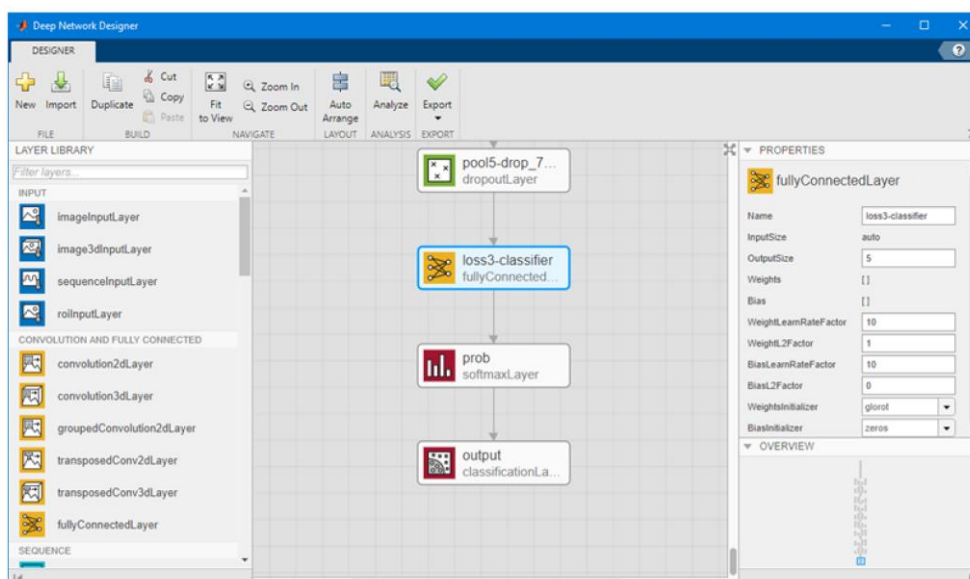 Deep Network Designer
DESIGNER
New
Import
Duplicate
Cut
Copy
Paste
Fit
to View
Zoom In
Zoom Out
Auto
Arrange
Analyze
Export
FILE
BUILD
NAVIGATE
LAYOUT
ANALYSIS
EXPORT
LAYER LIBRARY
Filter layers...
INPUT
imageInputLayer
image3dInputLayer
sequenceInputLayer
roiInputLayer
CONVOLUTION AND FULLY CONNECTED
convolution2dLayer
convolution3dLayer
groupedConvolution2dLayer
transposedConv2dLayer
transposedConv3dLayer
fullyConnectedLayer
SEQUENCE
pool5-drop_7...
dropoutLayer
loss3-classifier
fullyConnected...
prob
softmaxLayer
output
classificationLa...
PROPERTIES
fullyConnectedLayer
Name loss3-classifier
InputSize auto
OutputSize 5
Weights []
Bias []
WeightLearnRateFactor 10
WeightL2Factor 1
BiasLearnRateFactor 10
BiasL2Factor 0
WeightsInitializer glorot
BiasInitializer zeros
OVERVIEW